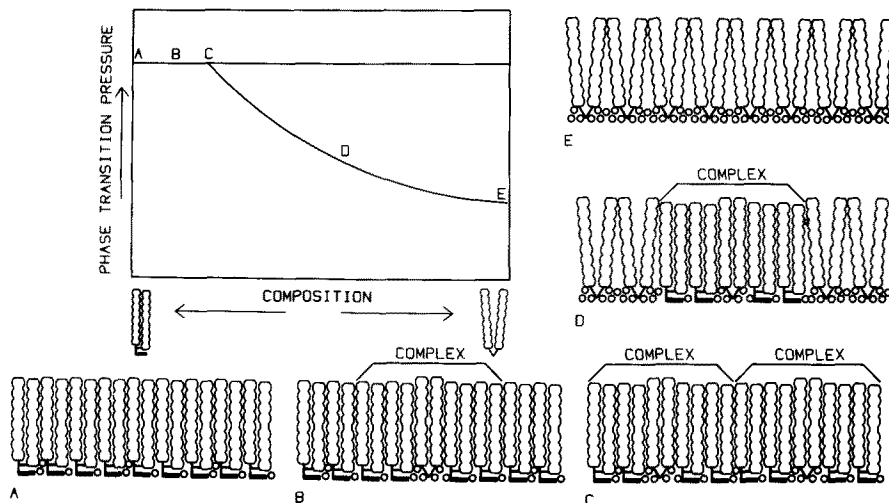 A B C
PHASE TRANSITION PRESSURE
D
E
COMPOSITION
E
COMPLEX
D
COMPLEX
COMPLEX COMPLEX
A
B
C